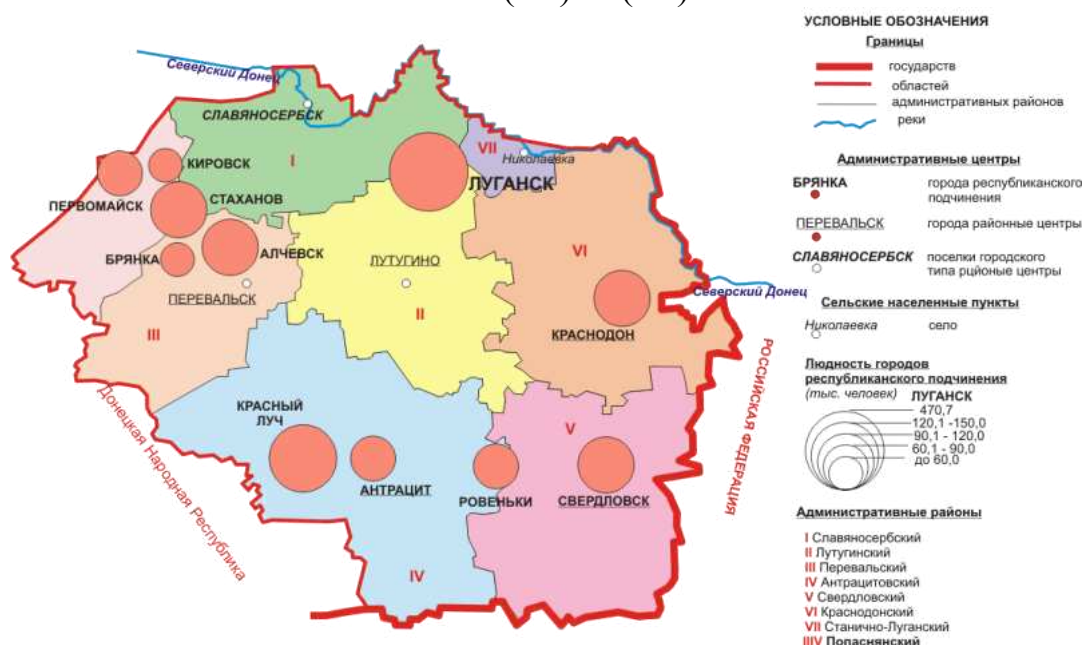 УСЛОВНЫЕ ОБОЗНАЧЕНИЯ
Границы
государств
областей
административных районов
реки
Административные центры
БРЯНКА
города республиканского
подчинения
ПЕРЕВАЛЬСК
города районные центры
СЛАВЯНОСЕРБСК
поселки городского
типа рцйоные центры
Сельские населенные пункты
Николаевка
село
Людность городов
республиканского подчинения
(тыс. человек)
ЛУГАНСК
470,7
120,1 -150,0
90,1 - 120,0
60,1 - 90,0
до 60,0
Административные районы
I Славяносербский
II Лутугинский
III Перевальский
IV Антрацитовский
V Свердловский
VI Краснодонский
VII Станично-Луганский
IIIV Попаснянский
Северский Донец
СЛАВЯНОСЕРБСК
I
VII
Николаевка
КИРОВСК
ЛУГАНСК
СТАХАНОВ
ПЕРВОМАЙСК
БРЯНКА
АЛЧЕВСК
ЛУТУГИНО
VI
ПЕРЕВАЛЬСК
Северский Донец
II
III
КРАСНОДОН
РОССИЙСКАЯ ФЕДЕРАЦИЯ
Донецкая Народная Республика
КРАСНЫЙ
ЛУЧ
V
АНТРАЦИТ
РОВЕНЬКИ
СВЕРДЛОВСК
IV